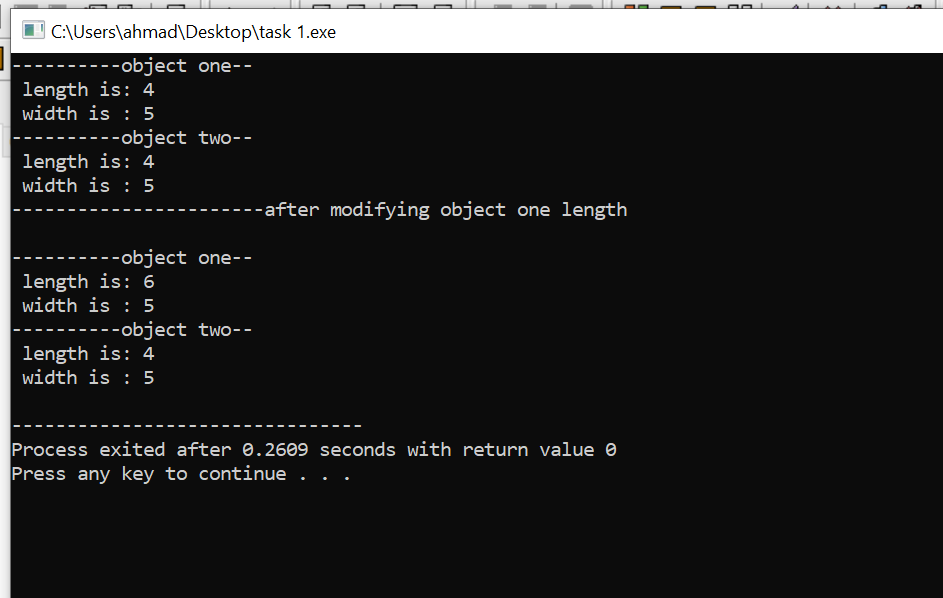 C:\Users\ahmad\Desktop\task 1.exe
----------object one--
 length is: 4
 width is : 5
----------object two--
 length is: 4
 width is : 5
-----------------------after modifying object one length

----------object one--
 length is: 6
 width is : 5
----------object two--
 length is: 4
 width is : 5

--------------------------------
Process exited after 0.2609 seconds with return value 0
Press any key to continue . . .